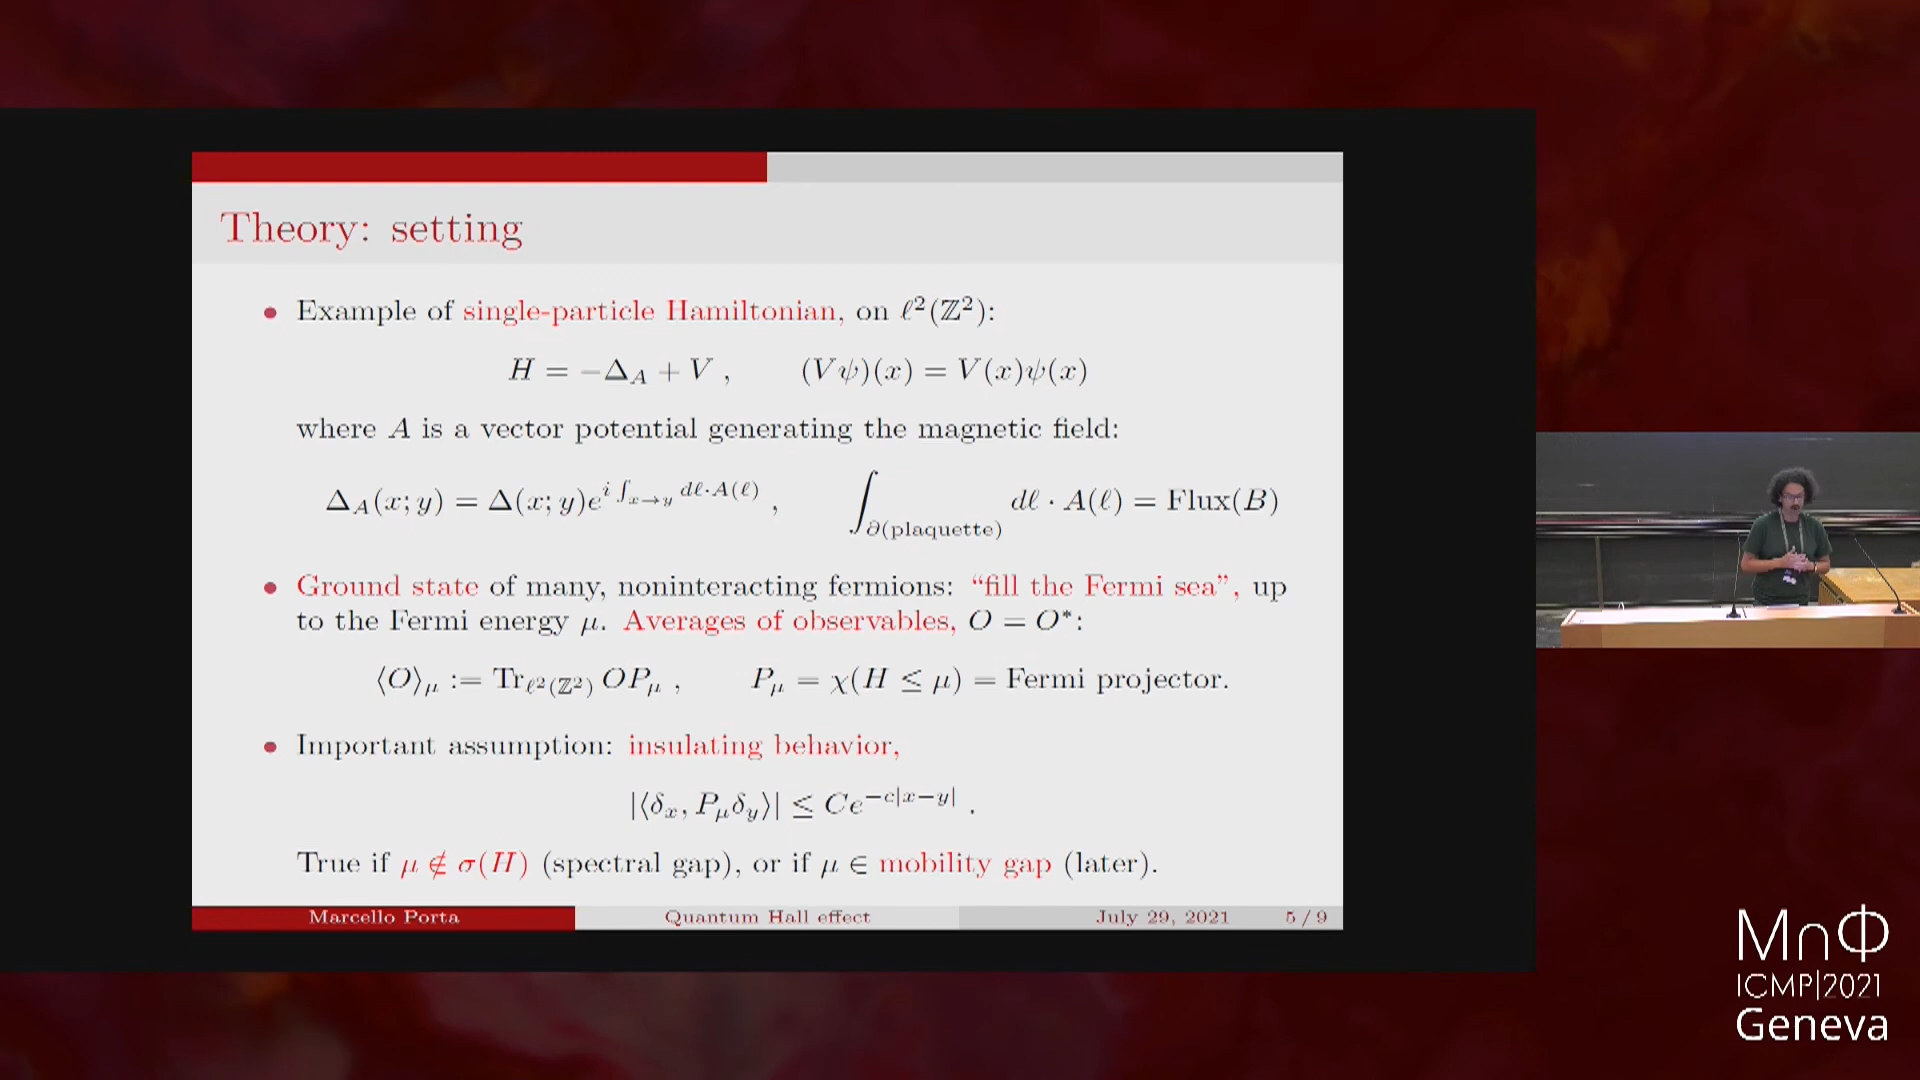 Theory: setting
• Example of single-particle Hamiltonian, on ℓ²(ℤ²):
H = −Δ_A + V , (Vψ)(x) = V(x)ψ(x)
where A is a vector potential generating the magnetic field:
Δ_A(x; y) = Δ(x; y)e^{i ∫_{x→y} dℓ·A(ℓ)} , ∫_{∂(plaquette)} dℓ · A(ℓ) = Flux(B)
• Ground state of many, noninteracting fermions: “fill the Fermi sea”, up
to the Fermi energy μ. Averages of observables, O = O*:
⟨O⟩_μ := Tr_{ℓ²(ℤ²)} OP_μ , P_μ = χ(H ≤ μ) = Fermi projector.
• Important assumption: insulating behavior,
|⟨δ_x, P_μδ_y⟩| ≤ Ce^{−c|x−y|} .
True if μ ∉ σ(H) (spectral gap), or if μ ∈ mobility gap (later).
Marcello Porta Quantum Hall effect July 29, 2021 5 / 9
M∩Φ
ICMP|2021
Geneva